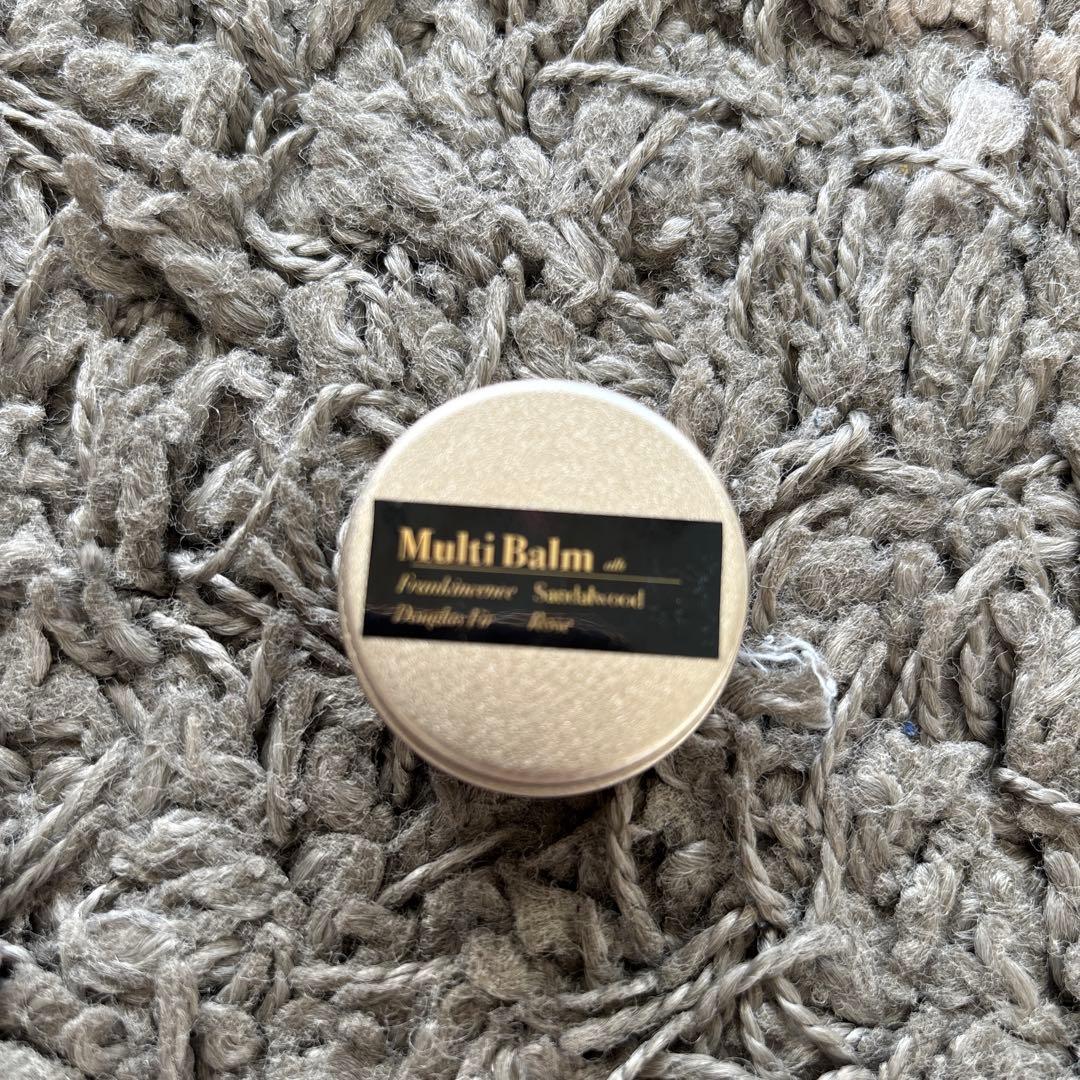 Multi Balm
Frankincense Sandalwood
Douglas Fir Rose